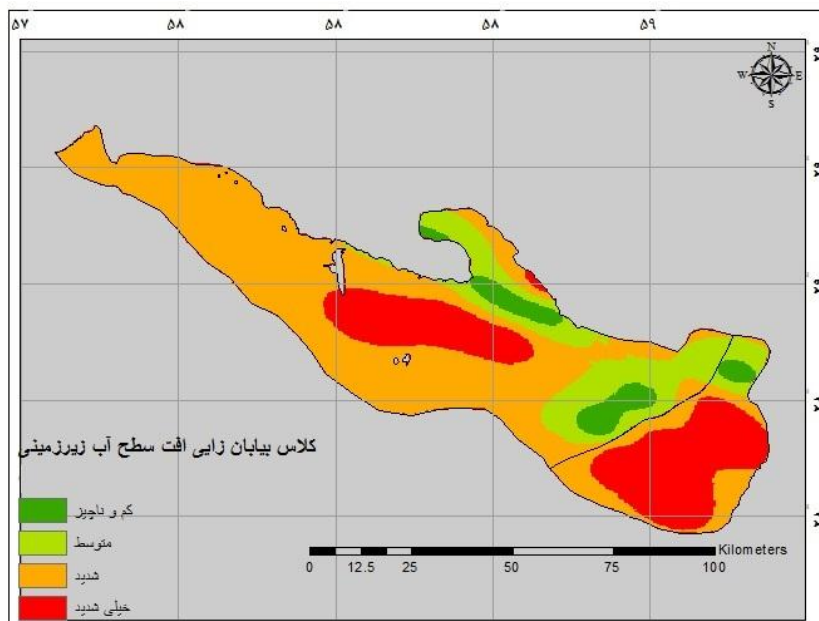 ۵۷ ۵۸ ۵۸ ۵۸ ۵۹
N
W E
S
کلاس بیابان زایی افت سطح آب زیرزمینی
کم و ناچیز
متوسط
شدید
خیلی شدید
Kilometers
0 12.5 25 50 75 100